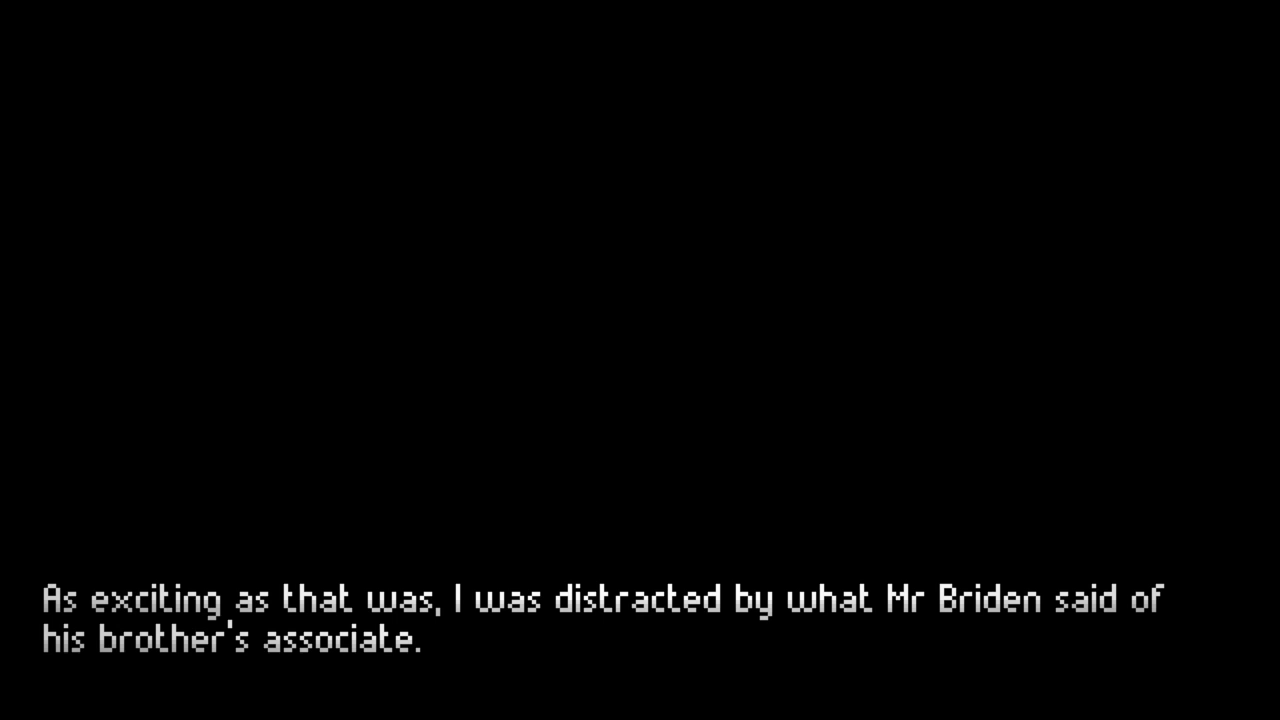 As exciting as that was, I was distracted by what Mr Briden said of
his brother's associate.